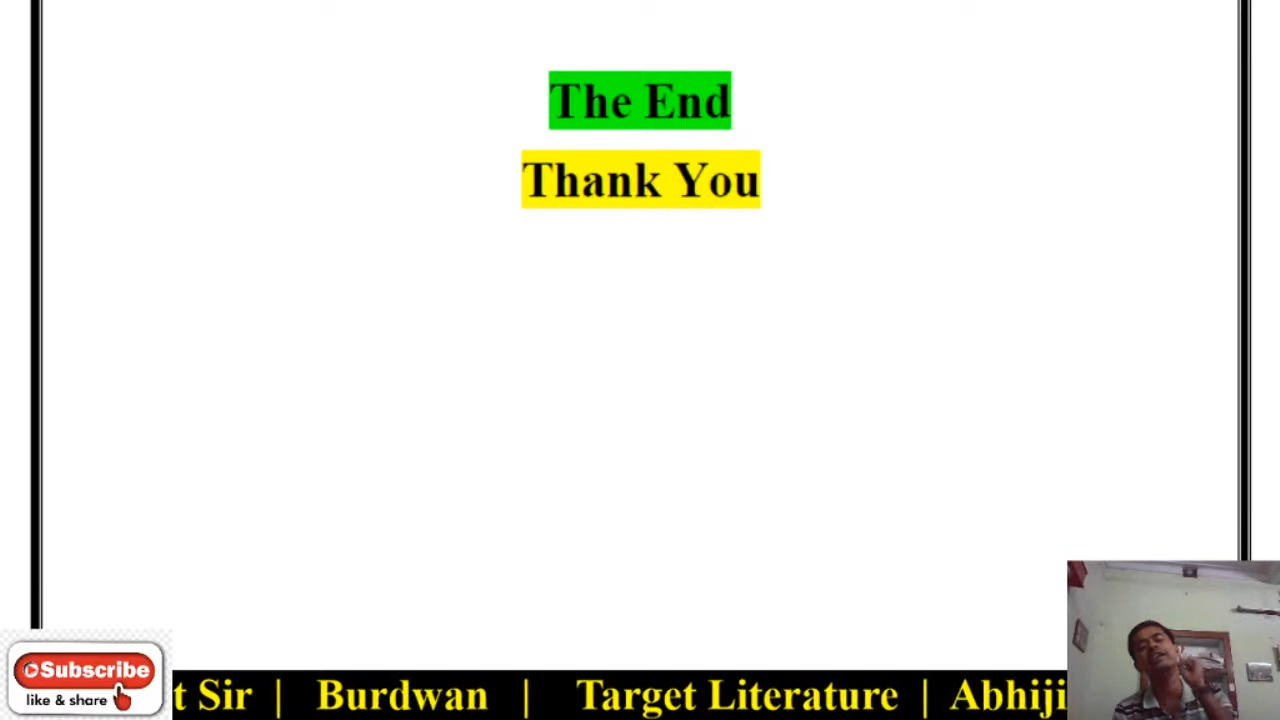 The End
Thank You
Subscribe
like & share
t Sir | Burdwan | Target Literature | Abhiji